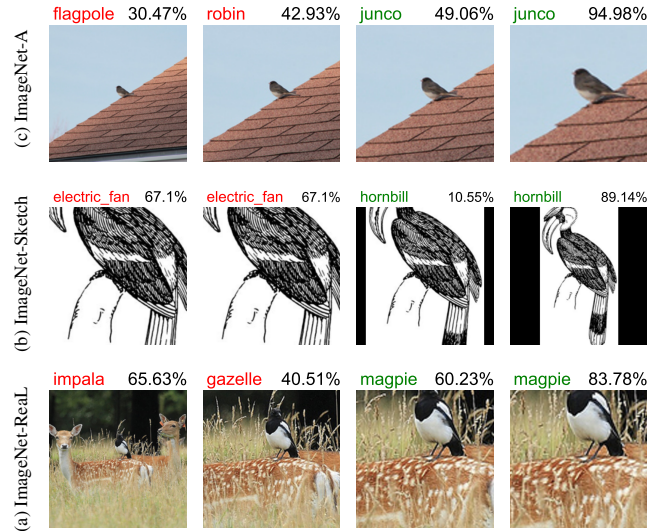 (c) ImageNet-A
flagpole 30.47%
robin 42.93%
junco 49.06%
junco 94.98%
(b) ImageNet-Sketch
electric_fan 67.1%
electric_fan 67.1%
hornbill 10.55%
hornbill 89.14%
(a) ImageNet-ReaL
impala 65.63%
gazelle 40.51%
magpie 60.23%
magpie 83.78%